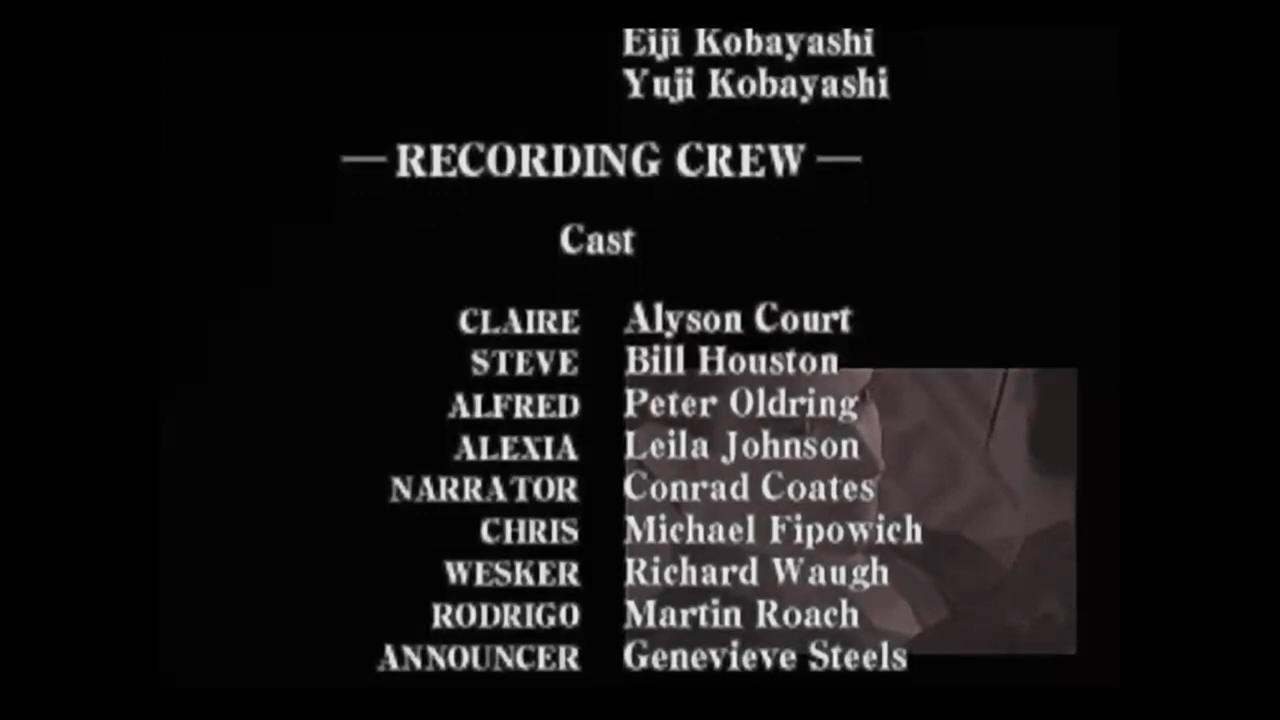 Eiji Kobayashi
Yuji Kobayashi
— RECORDING CREW —
Cast
CLAIRE Alyson Court
STEVE Bill Houston
ALFRED Peter Oldring
ALEXIA Leila Johnson
NARRATOR Conrad Coates
CHRIS Michael Fipowich
WESKER Richard Waugh
RODRIGO Martin Roach
ANNOUNCER Genevieve Steels